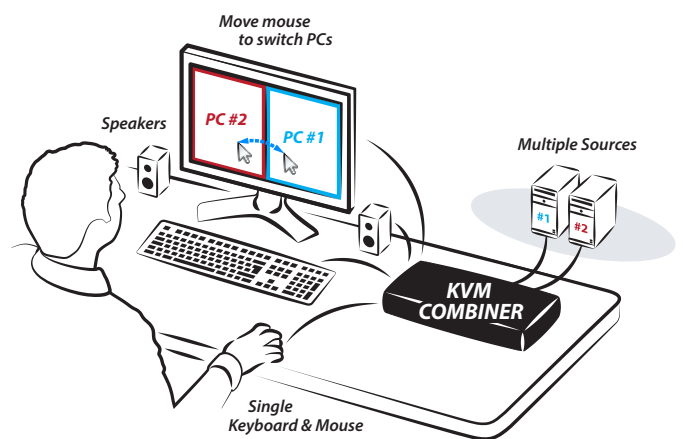 Move mouse
to switch PCs
PC #2
PC #1
Speakers
Multiple Sources
#1
#2
KVM
COMBINER
Single
Keyboard & Mouse